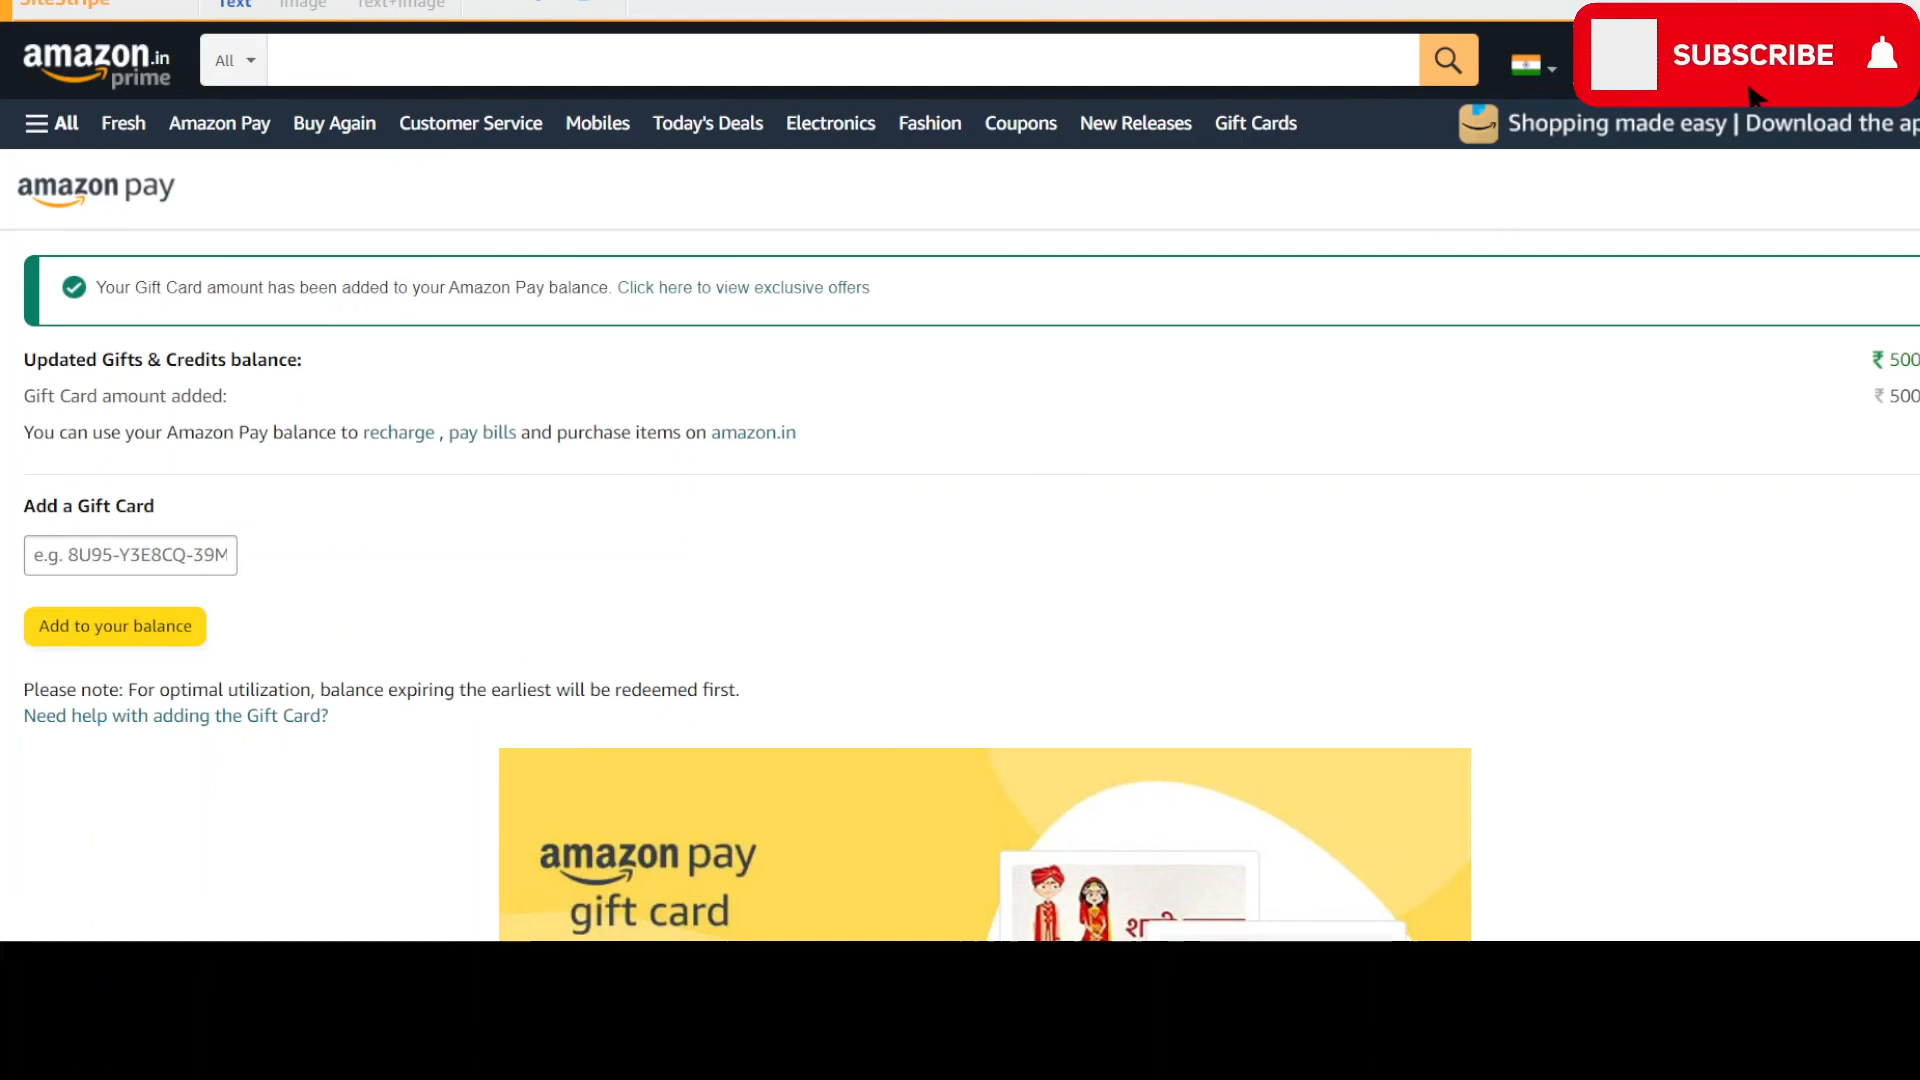 SiteStripe
Text Image Text+Image
amazon.in
prime
All
SUBSCRIBE
All Fresh Amazon Pay Buy Again Customer Service Mobiles Today's Deals Electronics Fashion Coupons New Releases Gift Cards
Shopping made easy | Download the ap
amazon pay
Your Gift Card amount has been added to your Amazon Pay balance. Click here to view exclusive offers
Updated Gifts & Credits balance: ₹ 500
Gift Card amount added: ₹ 500
You can use your Amazon Pay balance to recharge , pay bills and purchase items on amazon.in
Add a Gift Card
e.g. 8U95-Y3E8CQ-39M
Add to your balance
Please note: For optimal utilization, balance expiring the earliest will be redeemed first.
Need help with adding the Gift Card?
amazon pay
gift card